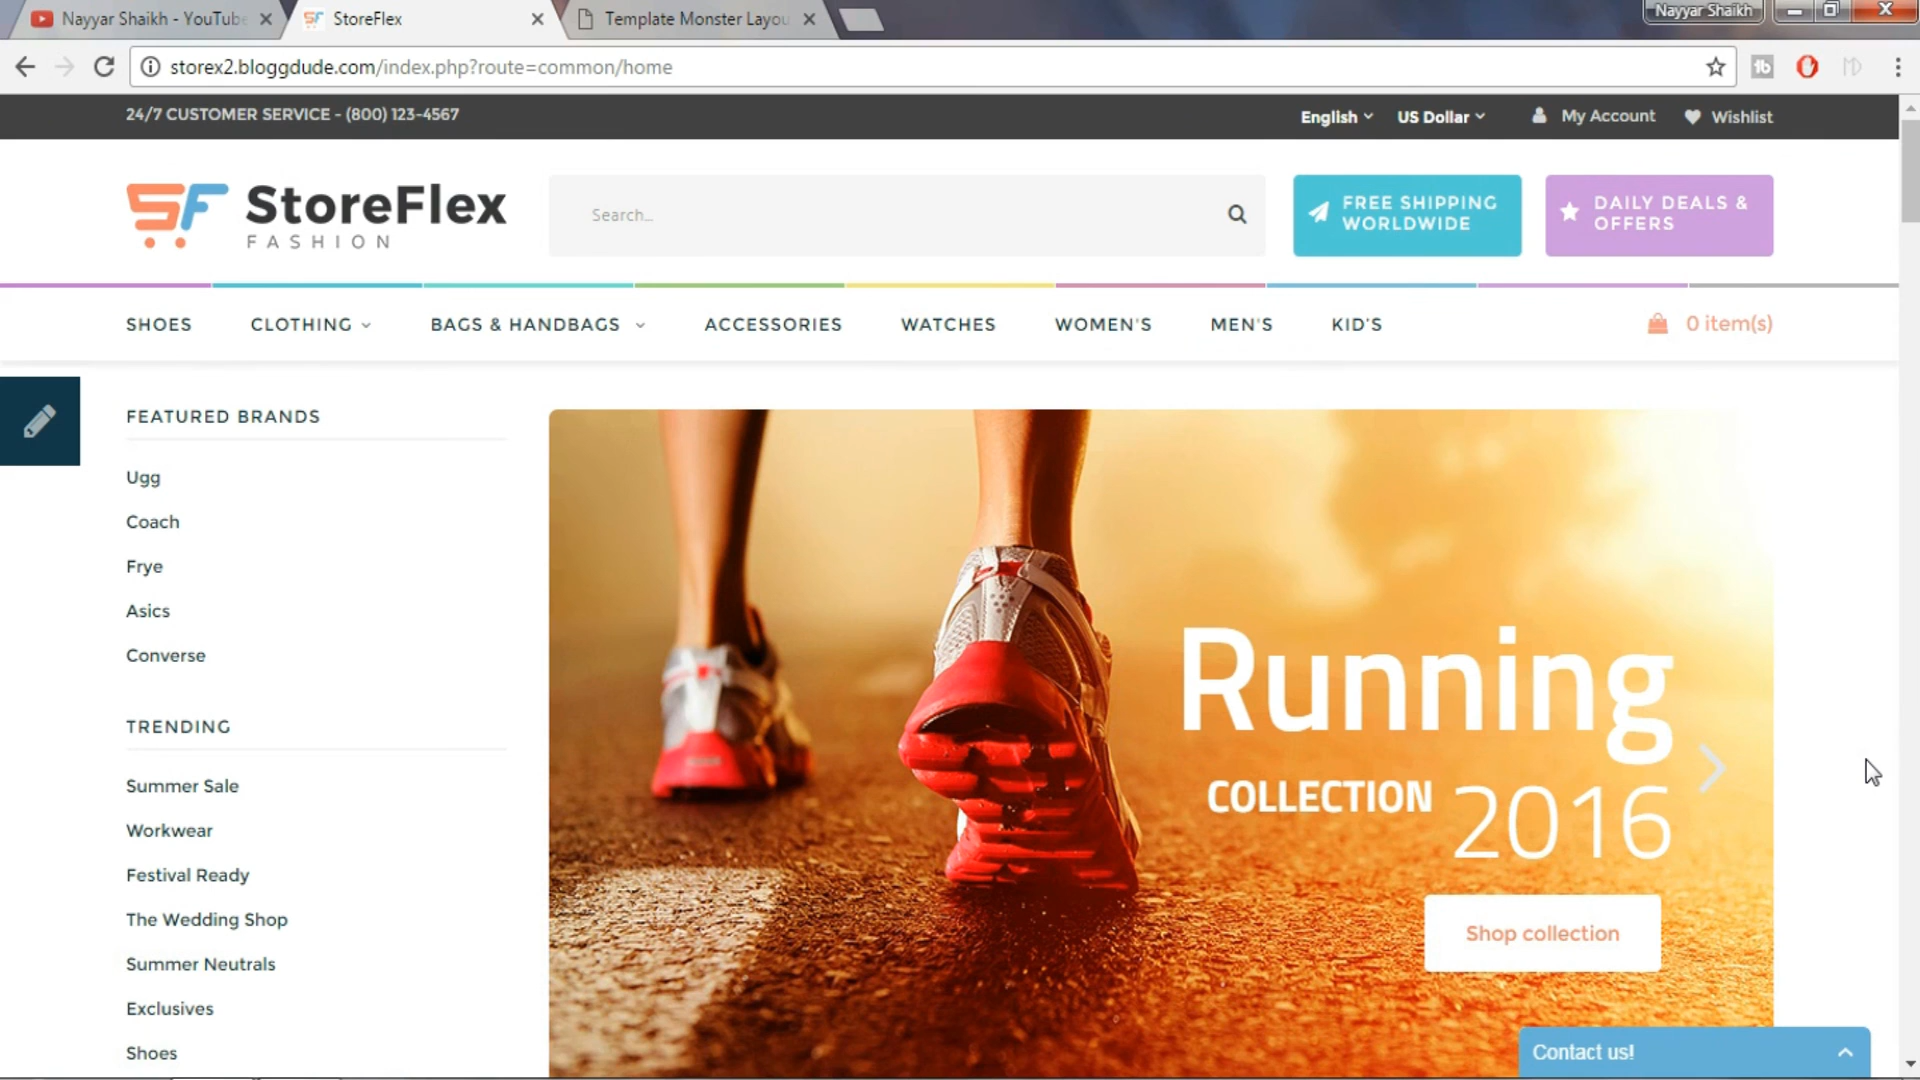 Nayyar Shaikh - YouTube
StoreFlex
Template Monster Layou
Nayyar Shaikh
storex2.bloggdude.com/index.php?route=common/home
24/7 CUSTOMER SERVICE - (800) 123-4567
English
US Dollar
My Account
Wishlist
SF StoreFlex
FASHION
Search...
FREE SHIPPING
WORLDWIDE
DAILY DEALS &
OFFERS
SHOES
CLOTHING
BAGS & HANDBAGS
ACCESSORIES
WATCHES
WOMEN'S
MEN'S
KID'S
0 item(s)
FEATURED BRANDS
Ugg
Coach
Frye
Asics
Converse
TRENDING
Summer Sale
Workwear
Festival Ready
The Wedding Shop
Summer Neutrals
Exclusives
Shoes
Running
COLLECTION 2016
Shop collection
Contact us!